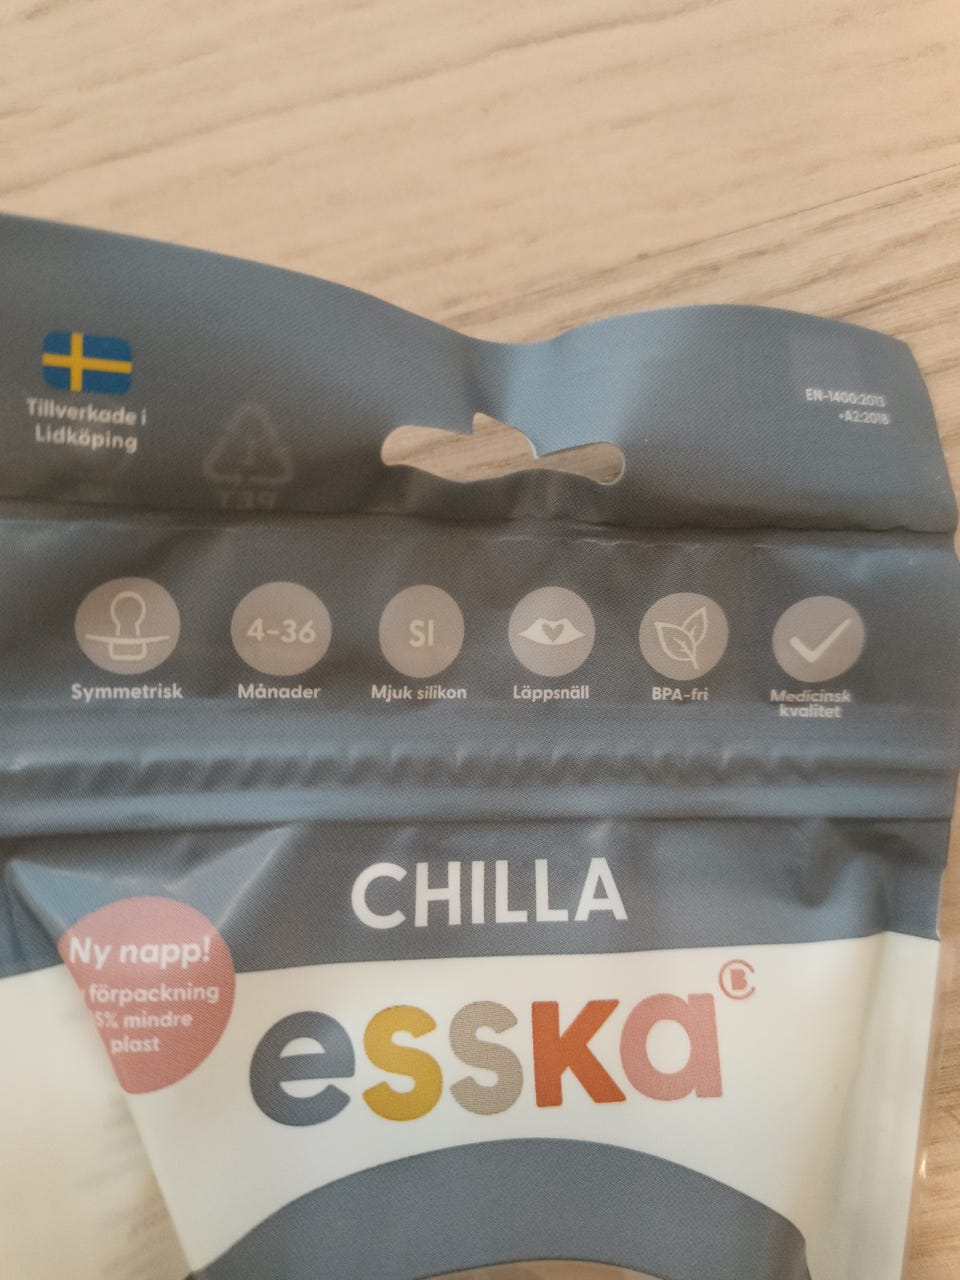 Tillverkade i
Lidköping
EN-1400:2013
+A2:2018
4-36
SI
Symmetrisk
Månader
Mjuk silikon
Läppsnäll
BPA-fri
Medicinsk
kvalitet
CHILLA
Ny napp!
förpackning
mindre
plast
esska
B